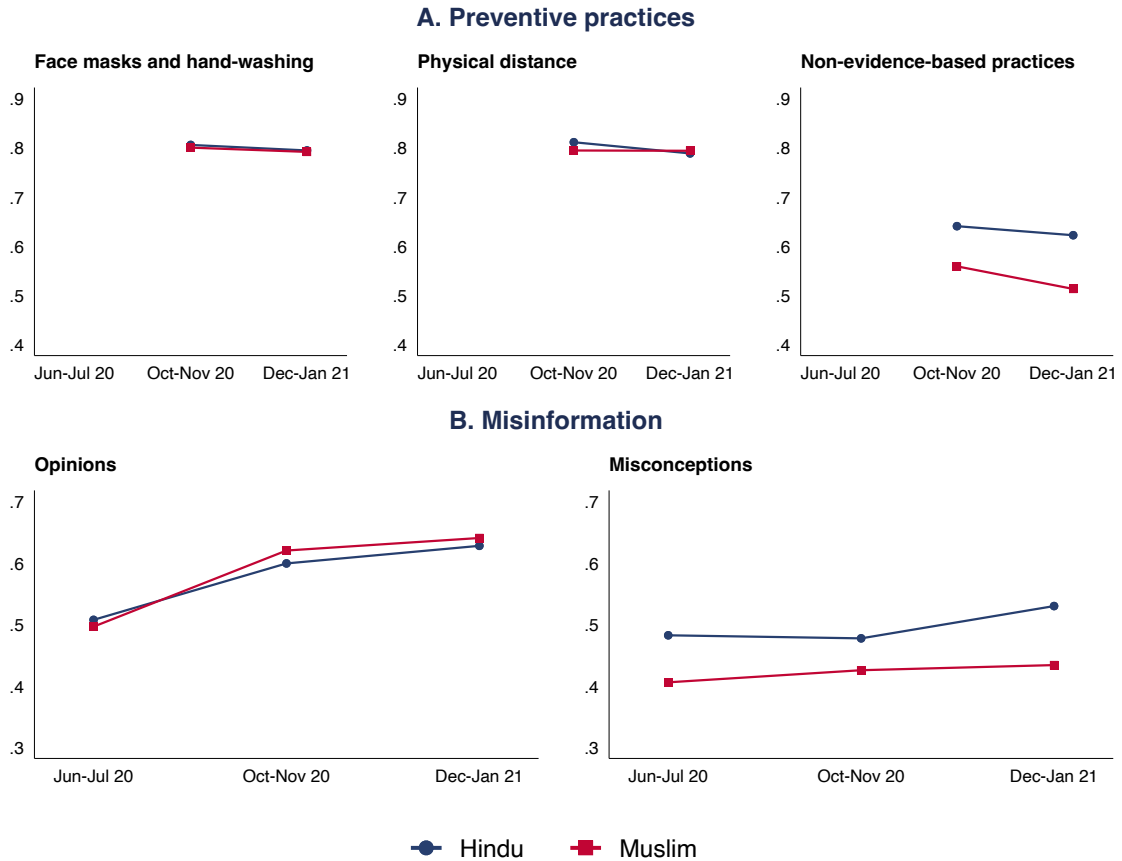 A. Preventive practices
Face masks and hand-washing
.9
.8
.7
.6
.5
.4
Jun-Jul 20 Oct-Nov 20 Dec-Jan 21
Physical distance
.9
.8
.7
.6
.5
.4
Jun-Jul 20 Oct-Nov 20 Dec-Jan 21
Non-evidence-based practices
.9
.8
.7
.6
.5
.4
Jun-Jul 20 Oct-Nov 20 Dec-Jan 21
B. Misinformation
Opinions
.7
.6
.5
.4
.3
Jun-Jul 20 Oct-Nov 20 Dec-Jan 21
Misconceptions
.7
.6
.5
.4
.3
Jun-Jul 20 Oct-Nov 20 Dec-Jan 21
Hindu Muslim